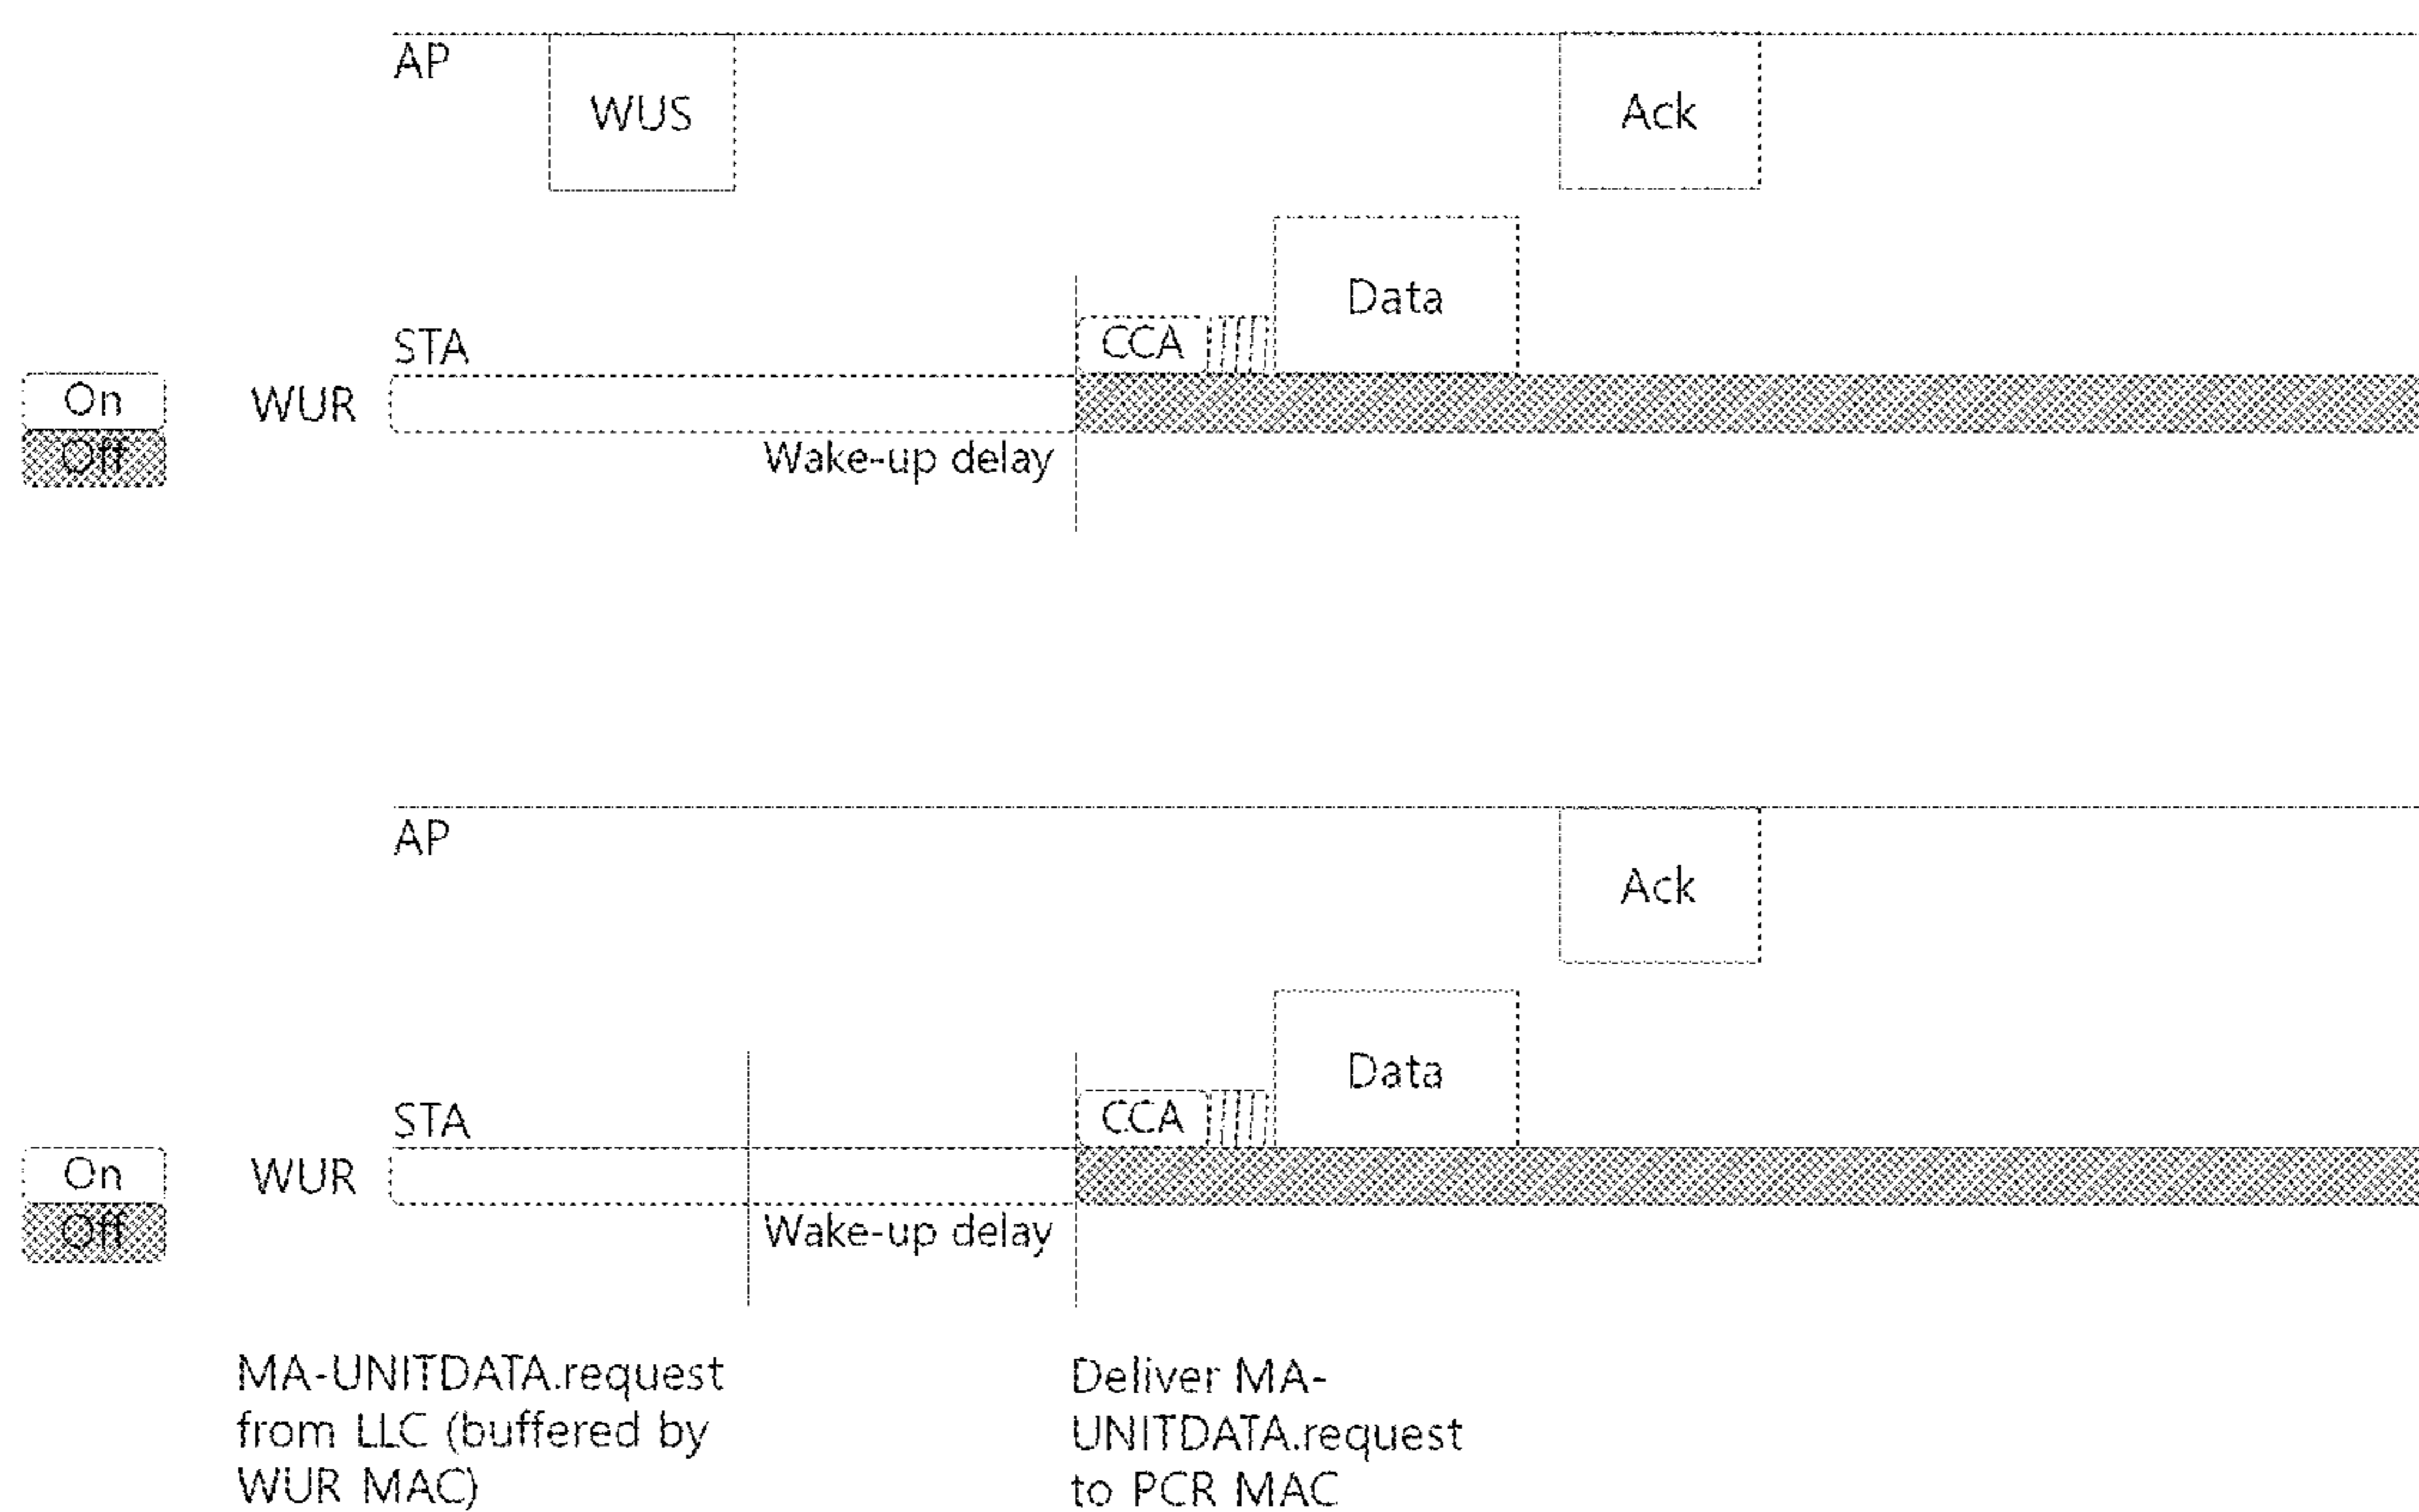 AP
WUS
Ack
Data
STA
CCA
On
WUR
Off
Wake-up delay
AP
Ack
Data
STA
CCA
On
WUR
Off
Wake-up delay
MA-UNITDATA.request
from LLC (buffered by
WUR MAC)
Deliver MA-
UNITDATA.request
to PCR MAC